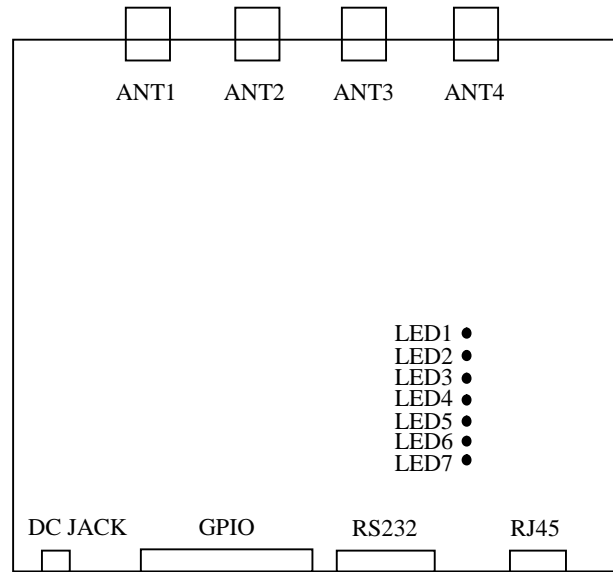 ANT1 ANT2 ANT3 ANT4
LED1
LED2
LED3
LED4
LED5
LED6
LED7
DC JACK GPIO RS232 RJ45